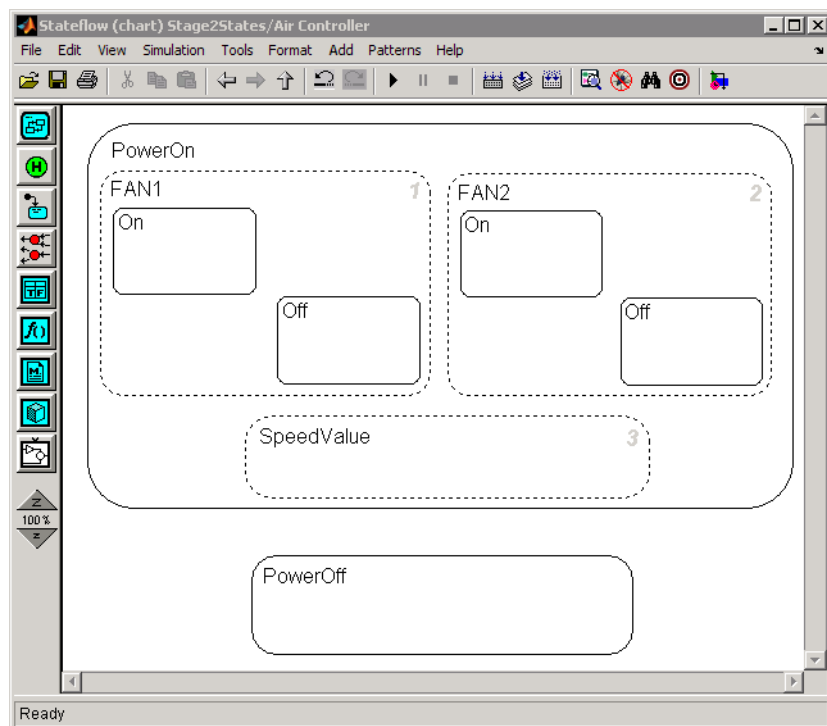 Stateflow (chart) Stage2States/Air Controller
File Edit View Simulation Tools Format Add Patterns Help
PowerOn
FAN1 1
FAN2 2
On
On
Off
Off
SpeedValue 3
PowerOff
H
TF
f()
M
Z
100 %
z
Ready